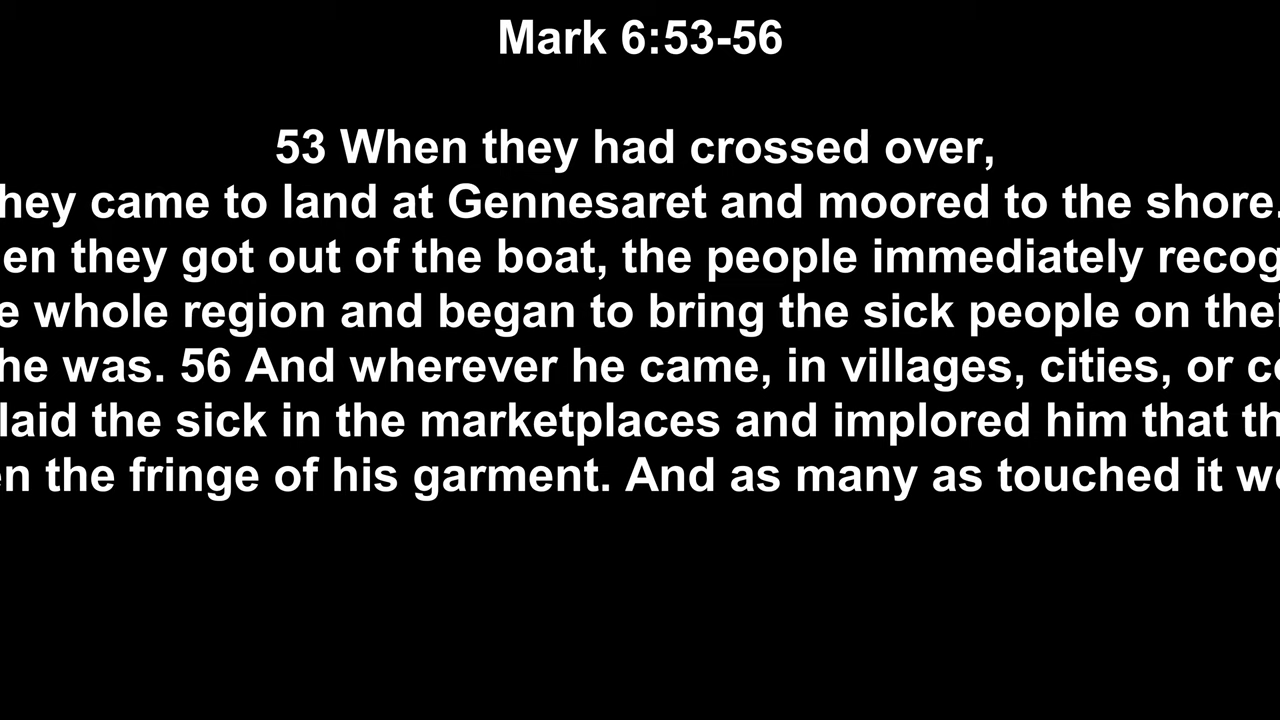 Mark 6:53-56
53 When they had crossed over,
hey came to land at Gennesaret and moored to the shore.
en they got out of the boat, the people immediately recog
e whole region and began to bring the sick people on thei
he was. 56 And wherever he came, in villages, cities, or co
laid the sick in the marketplaces and implored him that th
en the fringe of his garment. And as many as touched it we